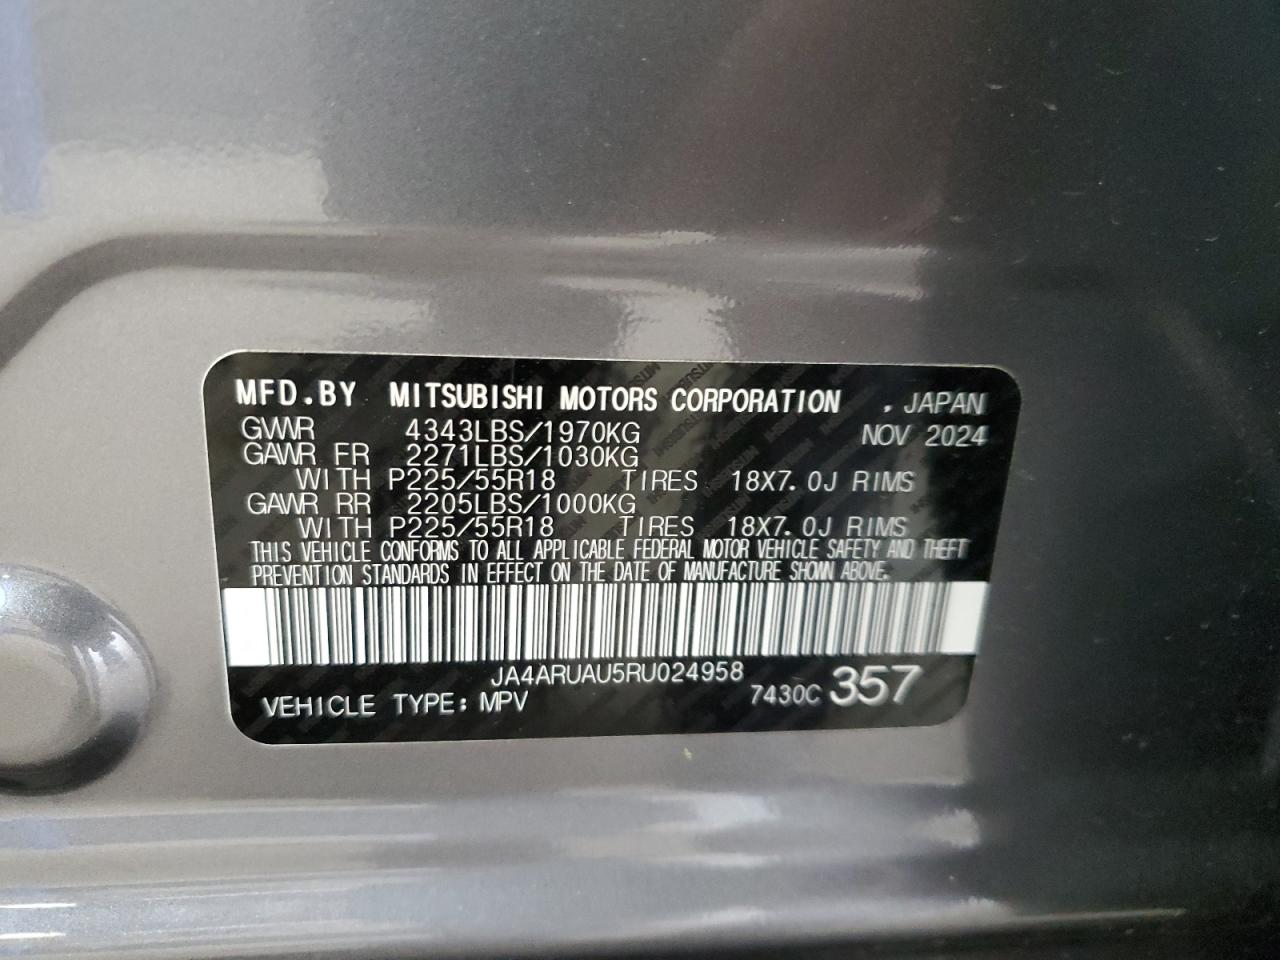 MFD.BY MITSUBISHI MOTORS CORPORATION , JAPAN
GVWR 4343LBS/1970KG NOV 2024
GAWR FR 2271LBS/1030KG
WITH P225/55R18 TIRES 18X7.0J RIMS
GAWR RR 2205LBS/1000KG
WITH P225/55R18 TIRES 18X7.0J RIMS
THIS VEHICLE CONFORMS TO ALL APPLICABLE FEDERAL MOTOR VEHICLE SAFETY AND THEFT
PREVENTION STANDARDS IN EFFECT ON THE DATE OF MANUFACTURE SHOWN ABOVE.
JA4ARUAU5RU024958
VEHICLE TYPE: MPV 7430C 357